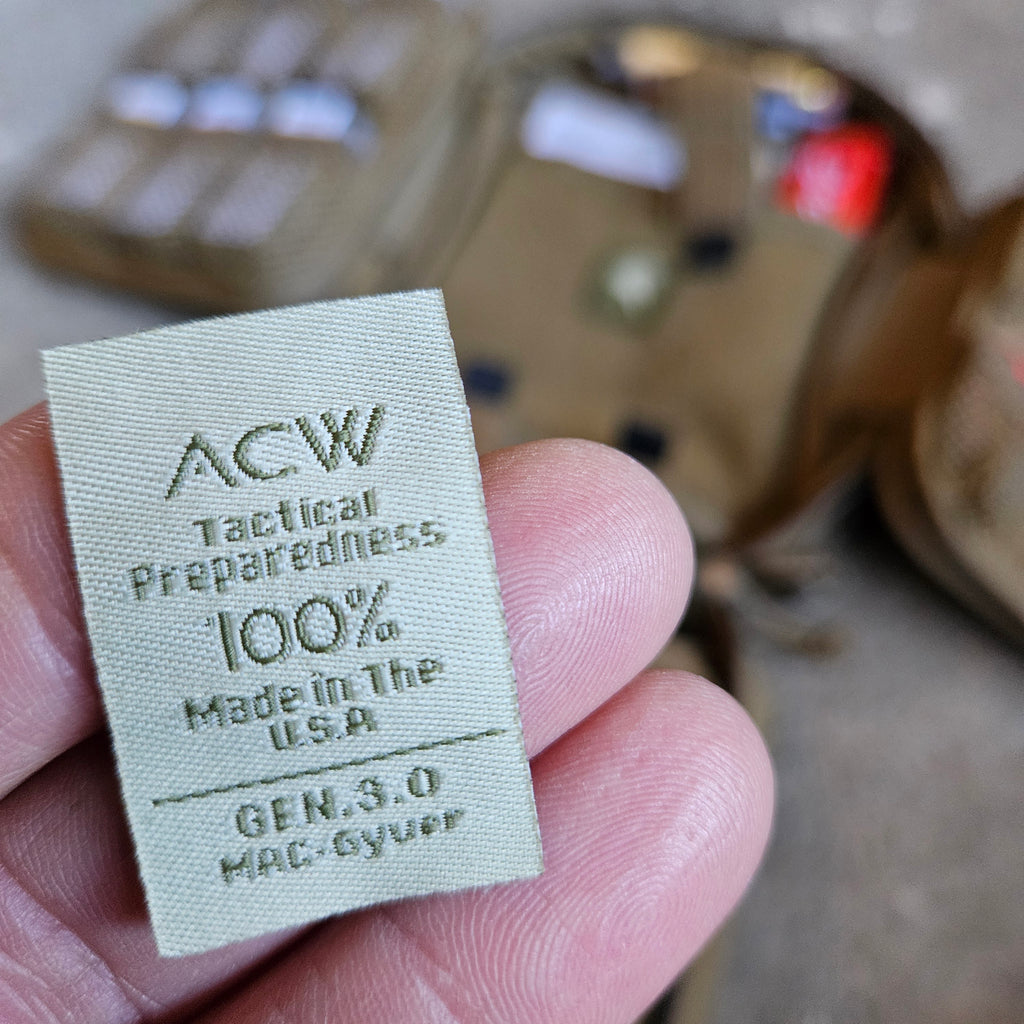 ACW
Tactical
Preparedness
100%
Made in The
U.S.A
GEN.3.0
MAC-Gyver